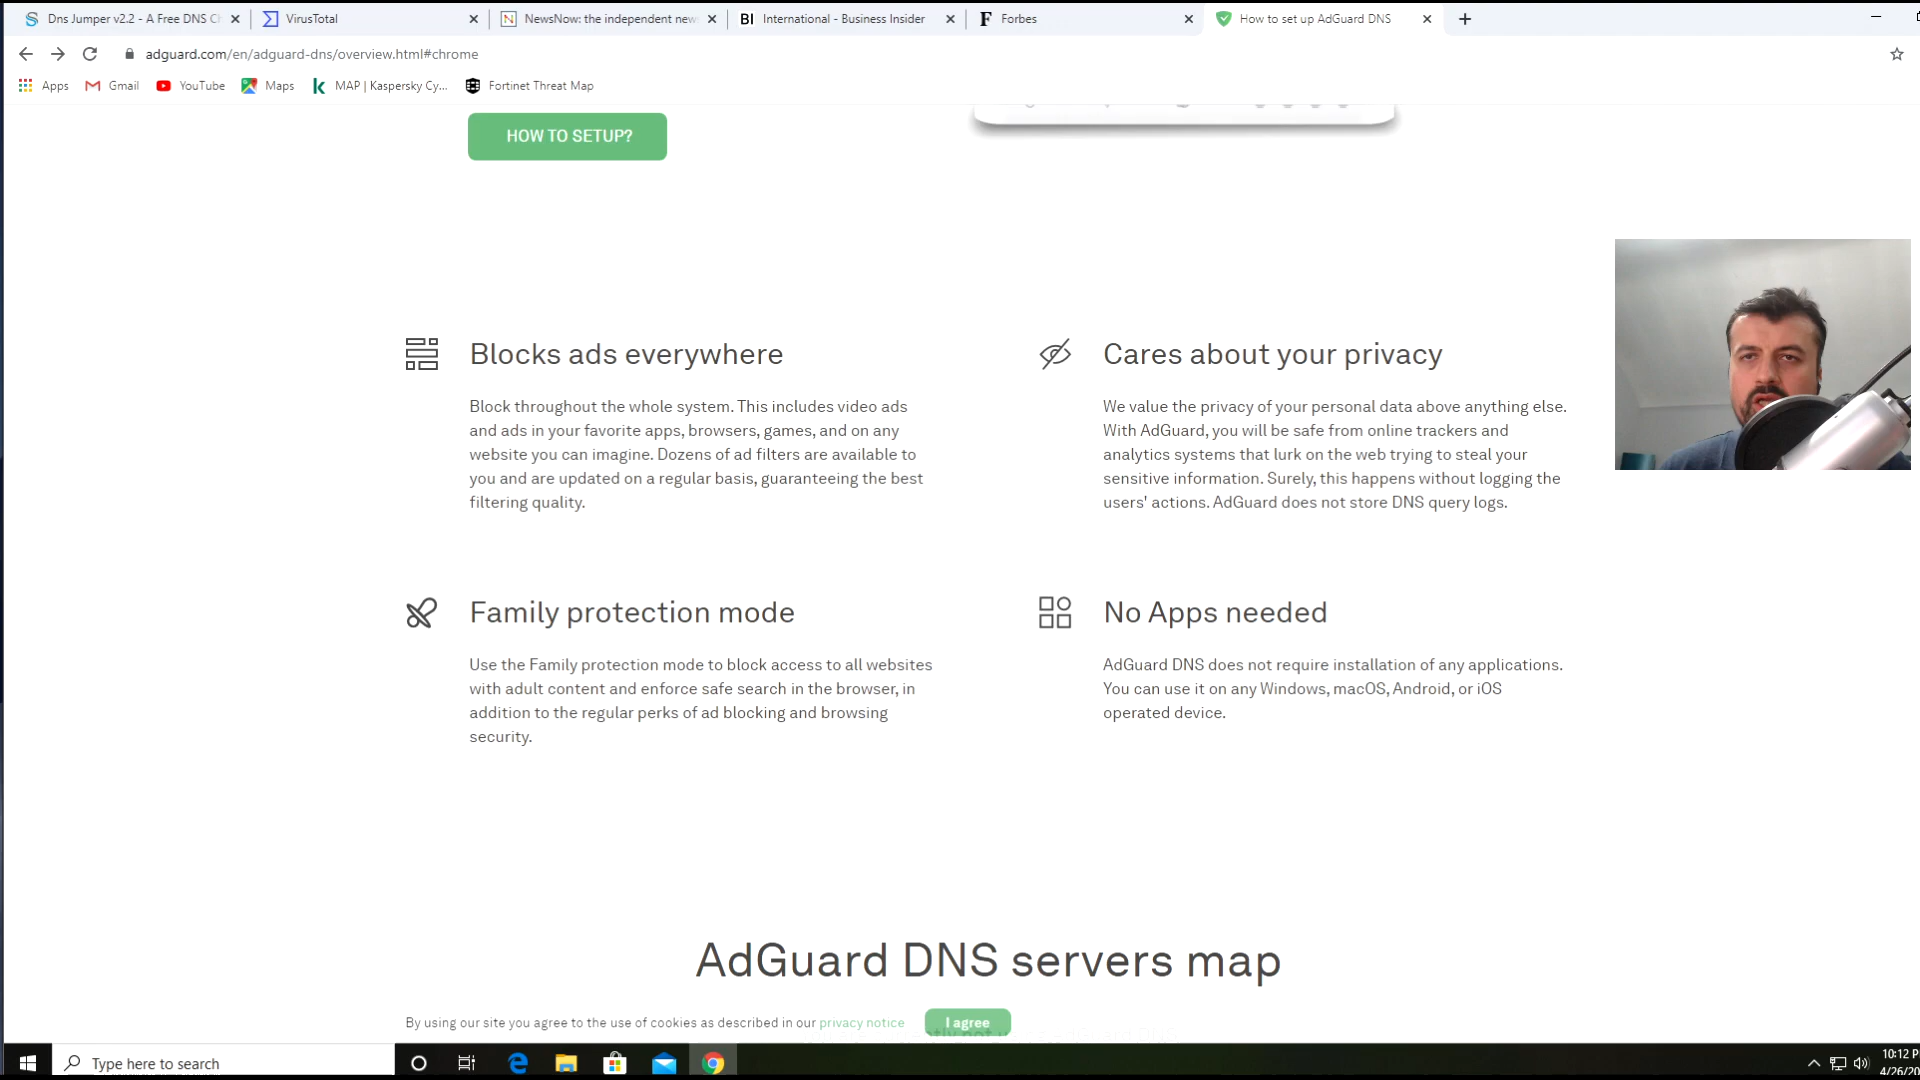 Dns Jumper v2.2 - A Free DNS C
VirusTotal
NewsNow: the independent new
BI International - Business Insider
F Forbes
How to set up AdGuard DNS
adguard.com/en/adguard-dns/overview.html#chrome
Apps
Gmail
YouTube
Maps
MAP | Kaspersky Cy...
Fortinet Threat Map
HOW TO SETUP?
Blocks ads everywhere
Block throughout the whole system. This includes video ads
and ads in your favorite apps, browsers, games, and on any
website you can imagine. Dozens of ad filters are available to
you and are updated on a regular basis, guaranteeing the best
filtering quality.
Cares about your privacy
We value the privacy of your personal data above anything else.
With AdGuard, you will be safe from online trackers and
analytics systems that lurk on the web trying to steal your
sensitive information. Surely, this happens without logging the
users' actions. AdGuard does not store DNS query logs.
Family protection mode
Use the Family protection mode to block access to all websites
with adult content and enforce safe search in the browser, in
addition to the regular perks of ad blocking and browsing
security.
No Apps needed
AdGuard DNS does not require installation of any applications.
You can use it on any Windows, macOS, Android, or iOS
operated device.
AdGuard DNS servers map
By using our site you agree to the use of cookies as described in our privacy notice
I agree
Type here to search
10:12 P
4/26/20